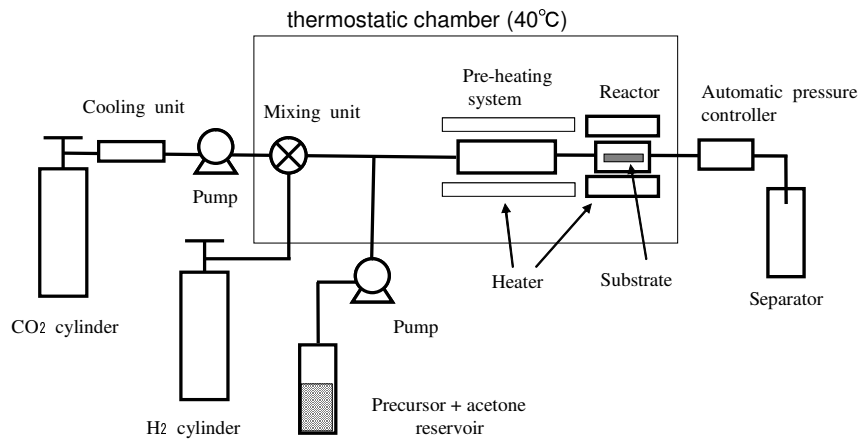 thermostatic chamber (40°C)
Pre-heating
system
Reactor
Automatic pressure
controller
Cooling unit
Mixing unit
Pump
Heater
Substrate
Separator
CO2 cylinder
Pump
H2 cylinder
Precursor + acetone
reservoir